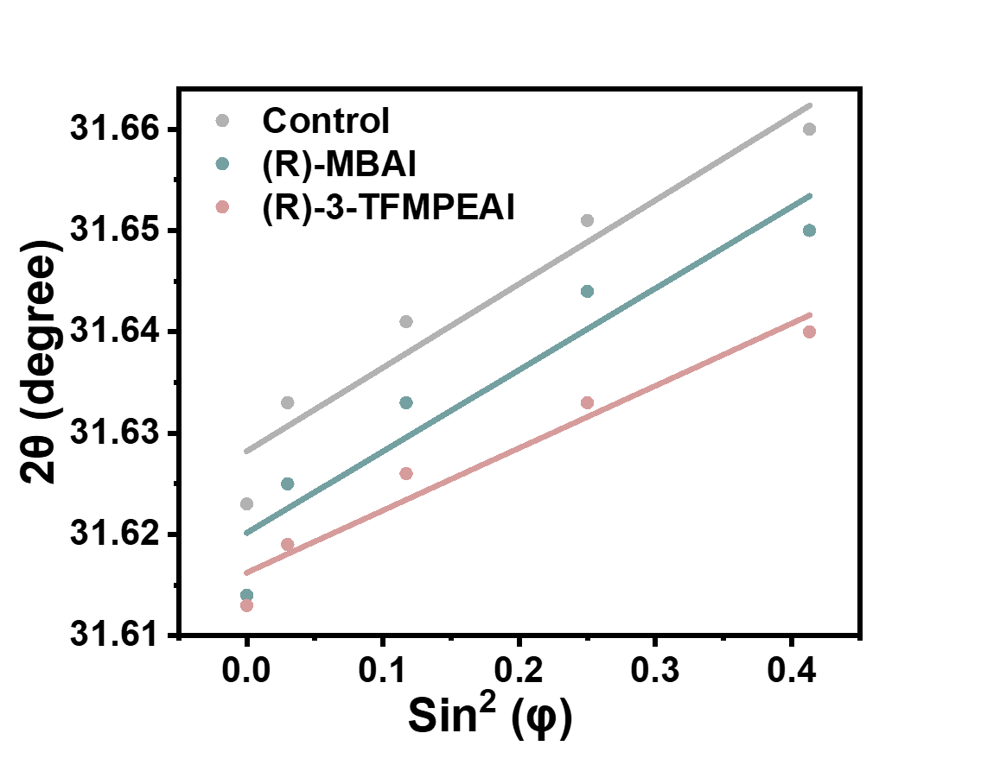 Control
(R)-MBAI
(R)-3-TFMPEAI
31.66
31.65
31.64
31.63
31.62
31.61
2θ (degree)
0.0 0.1 0.2 0.3 0.4
Sin² (φ)